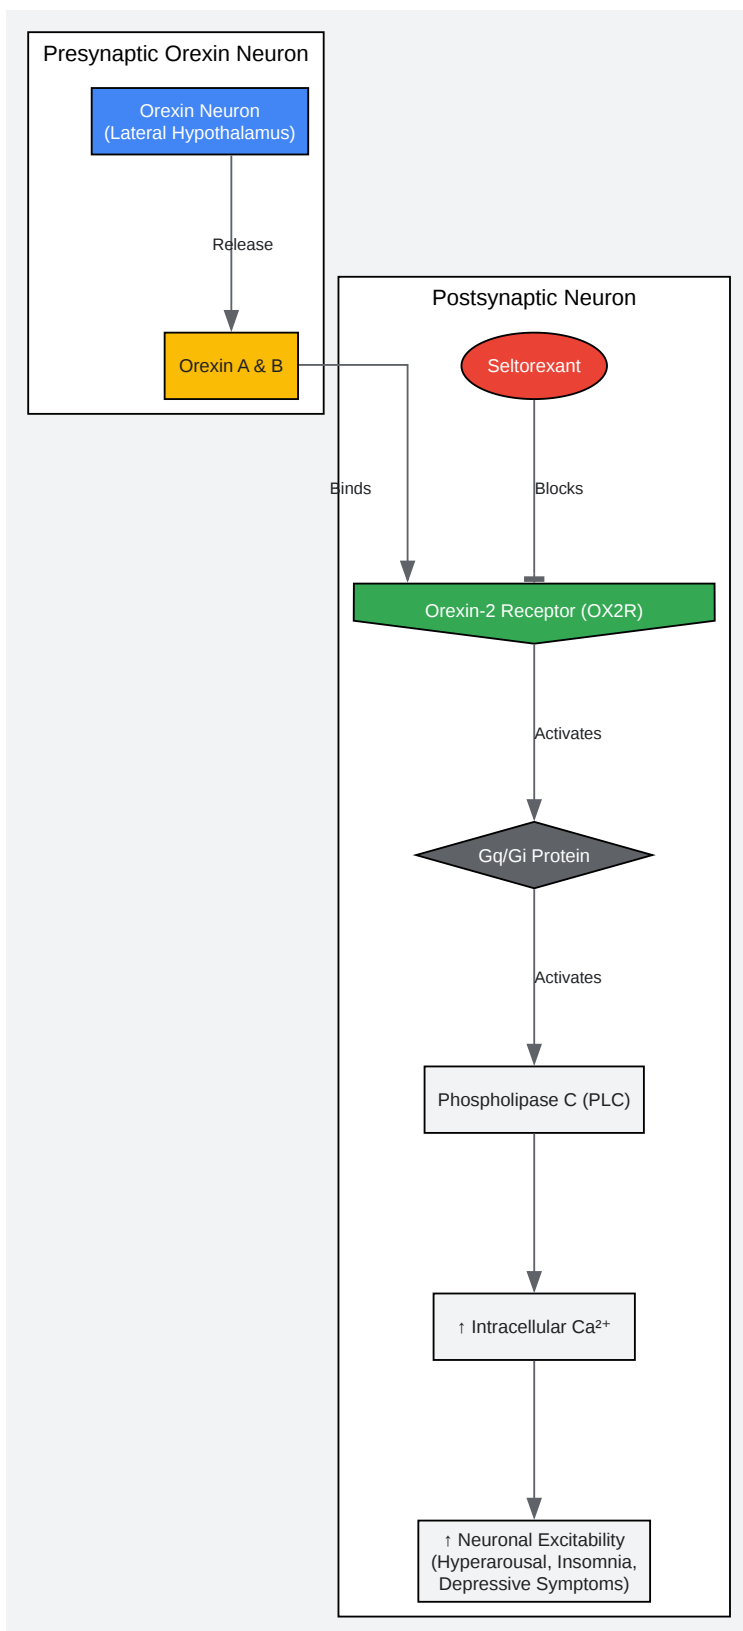 Presynaptic Orexin Neuron
Orexin Neuron
(Lateral Hypothalamus)
Release
Orexin A & B
Postsynaptic Neuron
Seltorexant
Binds
Blocks
Orexin-2 Receptor (OX2R)
Activates
Gq/Gi Protein
Activates
Phospholipase C (PLC)
↑ Intracellular Ca²⁺
↑ Neuronal Excitability
(Hyperarousal, Insomnia,
Depressive Symptoms)